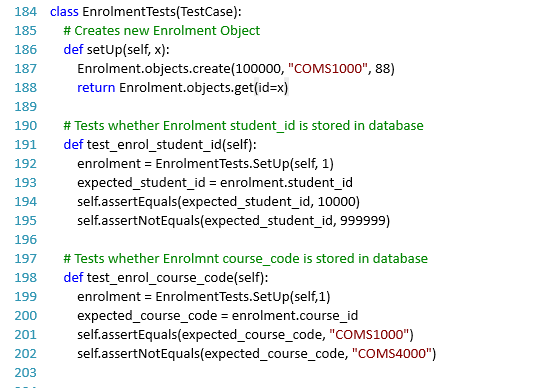 184 class EnrolmentTests(TestCase):
185 # Creates new Enrolment Object
186 def setUp(self, x):
187 Enrolment.objects.create(100000, "COMS1000", 88)
188 return Enrolment.objects.get(id=x)
189
190 # Tests whether Enrolment student_id is stored in database
191 def test_enrol_student_id(self):
192 enrolment = EnrolmentTests.SetUp(self, 1)
193 expected_student_id = enrolment.student_id
194 self.assertEquals(expected_student_id, 10000)
195 self.assertNotEquals(expected_student_id, 999999)
196
197 # Tests whether Enrolmnt course_code is stored in database
198 def test_enrol_course_code(self):
199 enrolment = EnrolmentTests.SetUp(self,1)
200 expected_course_code = enrolment.course_id
201 self.assertEquals(expected_course_code, "COMS1000")
202 self.assertNotEquals(expected_course_code, "COMS4000")
203